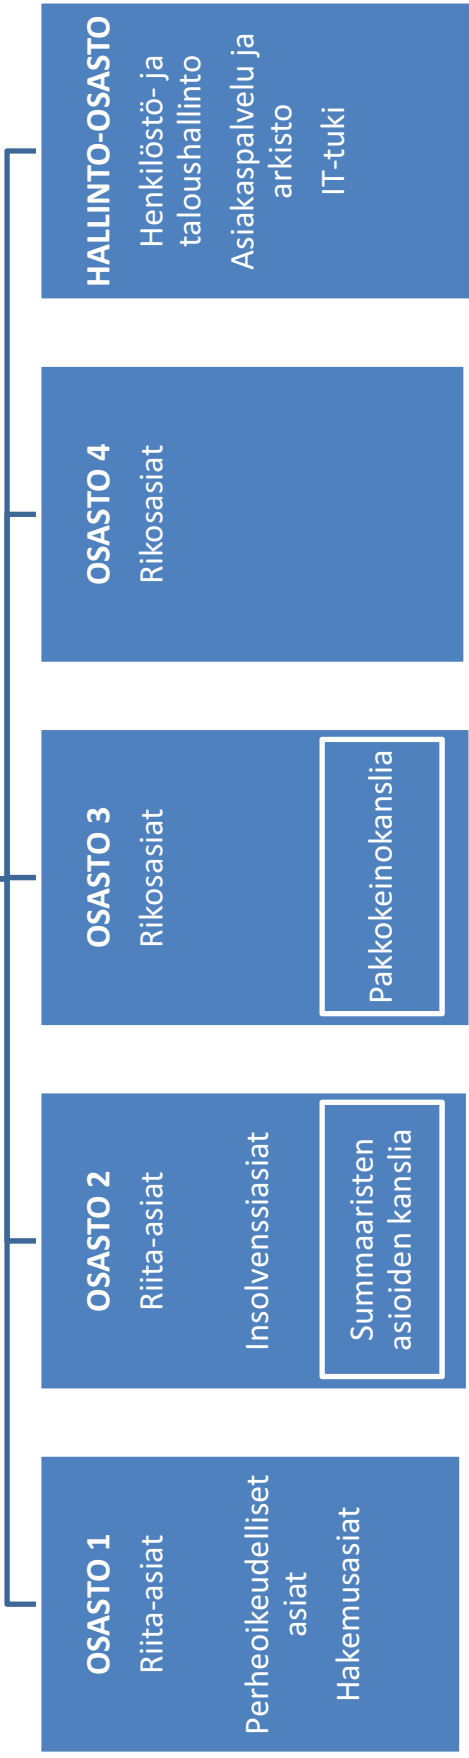 OSASTO 1
Riita-asiat
Perheoikeudelliset
asiat
Hakemusasiat
OSASTO 2
Riita-asiat
Insolvenssiasiat
Summaaristen
asioiden kanslia
OSASTO 3
Rikosasiat
Pakkokeinokanslia
OSASTO 4
Rikosasiat
HALLINTO-OSASTO
Henkilöstö- ja
taloushallinto
Asiakaspalvelu ja
arkisto
IT-tuki